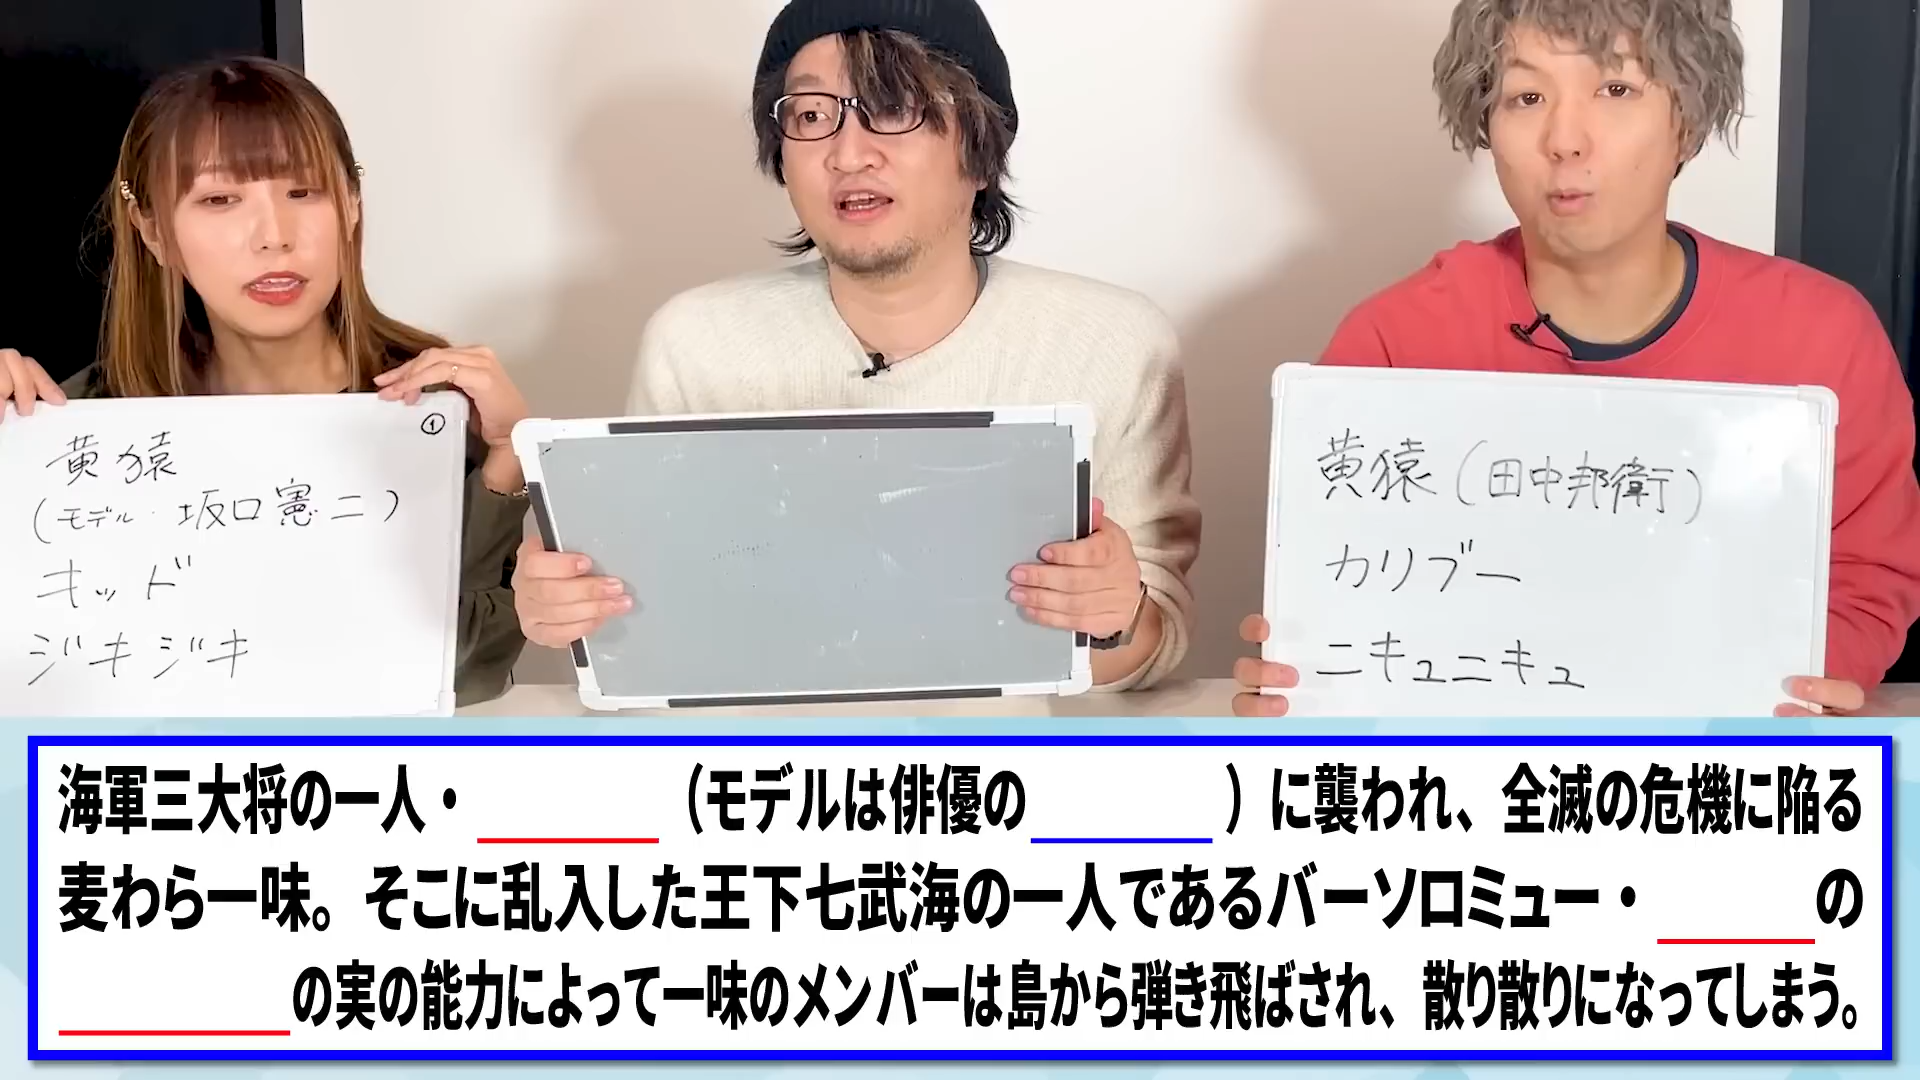 ①
黄猿
(モデル・坂口憲二)
キッド
ジキジキ
黄猿(田中邦衛)
カリブー
ニキュニキュ
海軍三大将の一人・　　　(モデルは俳優の　　　)に襲われ、全滅の危機に陥る
麦わら一味。そこに乱入した王下七武海の一人であるバーソロミュー・　　　の
　　　の実の能力によって一味のメンバーは島から弾き飛ばされ、散り散りになってしまう。